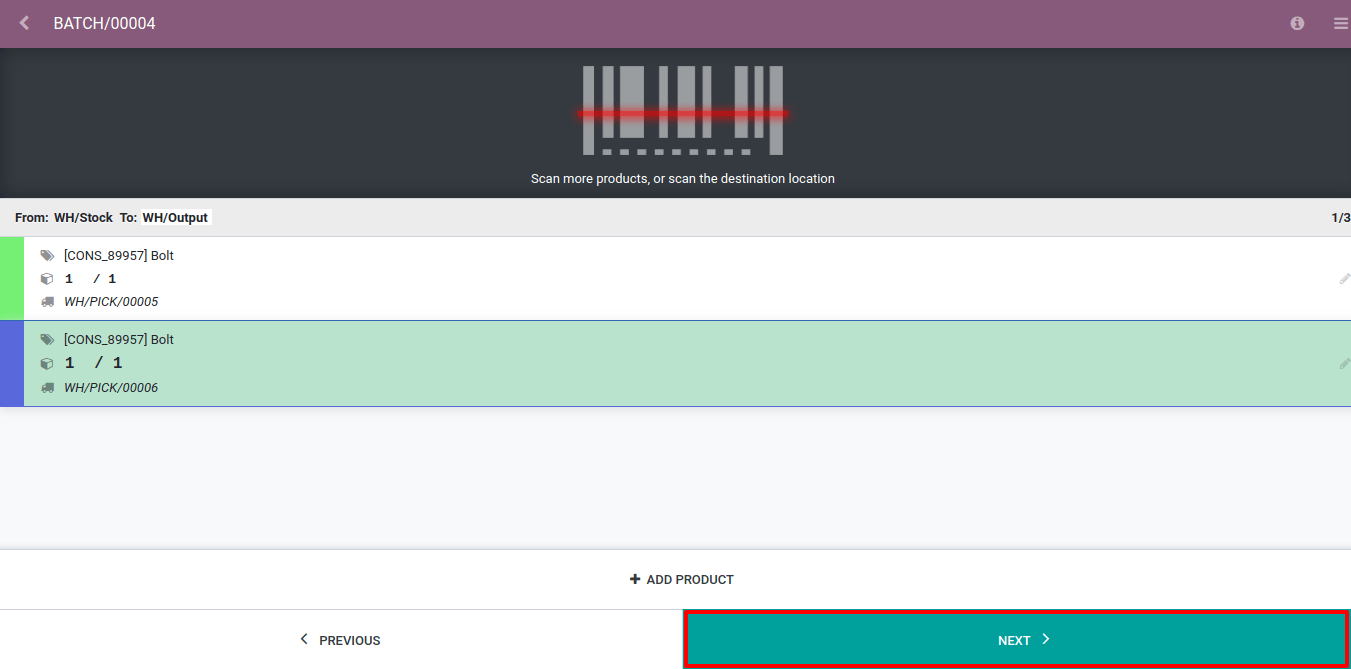 BATCH/00004
Scan more products, or scan the destination location
From: WH/Stock To: WH/Output 1/3
[CONS_89957] Bolt
1 / 1
WH/PICK/00005
[CONS_89957] Bolt
1 / 1
WH/PICK/00006
ADD PRODUCT
PREVIOUS NEXT